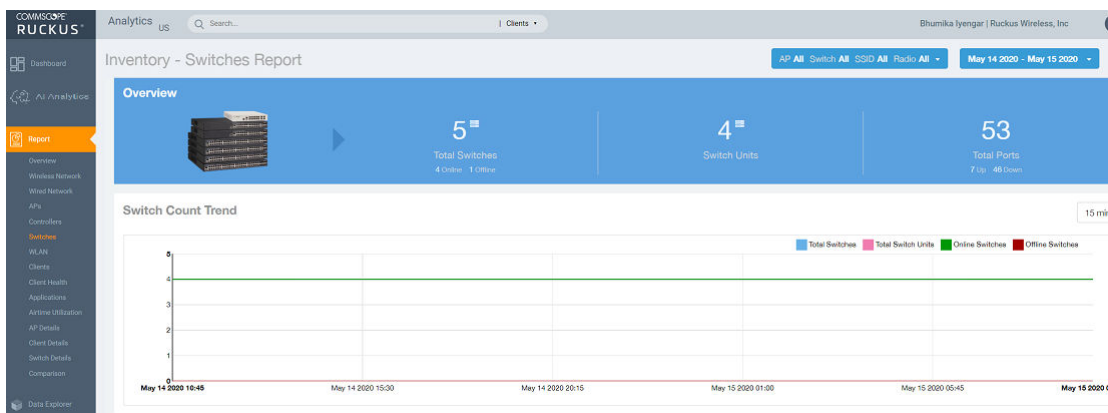 COMMSCOPE
RUCKUS
Analytics US
Search...
| Clients
Bhumika Iyengar | Ruckus Wireless, Inc
Dashboard
AI Analytics
Report
Overview
Wireless Network
Wired Network
APs
Controllers
Switches
WLAN
Clients
Client Health
Applications
Airtime Utilization
AP Details
Client Details
Switch Details
Comparison
Data Explorer
Inventory - Switches Report
AP All Switch All SSID All Radio All
May 14 2020 - May 15 2020
Overview
5
Total Switches
4 Online 1 Offline
4
Switch Units
53
Total Ports
7 Up 46 Down
Switch Count Trend
15 min
Total Switches Total Switch Units Online Switches Offline Switches
5
4
3
2
1
0
May 14 2020 10:45 May 14 2020 15:30 May 14 2020 20:15 May 15 2020 01:00 May 15 2020 05:45 May 15 2020